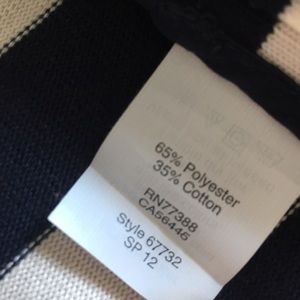 65% Polyester
35% Cotton
RN77388
CA56446
Style 67732
SP 12